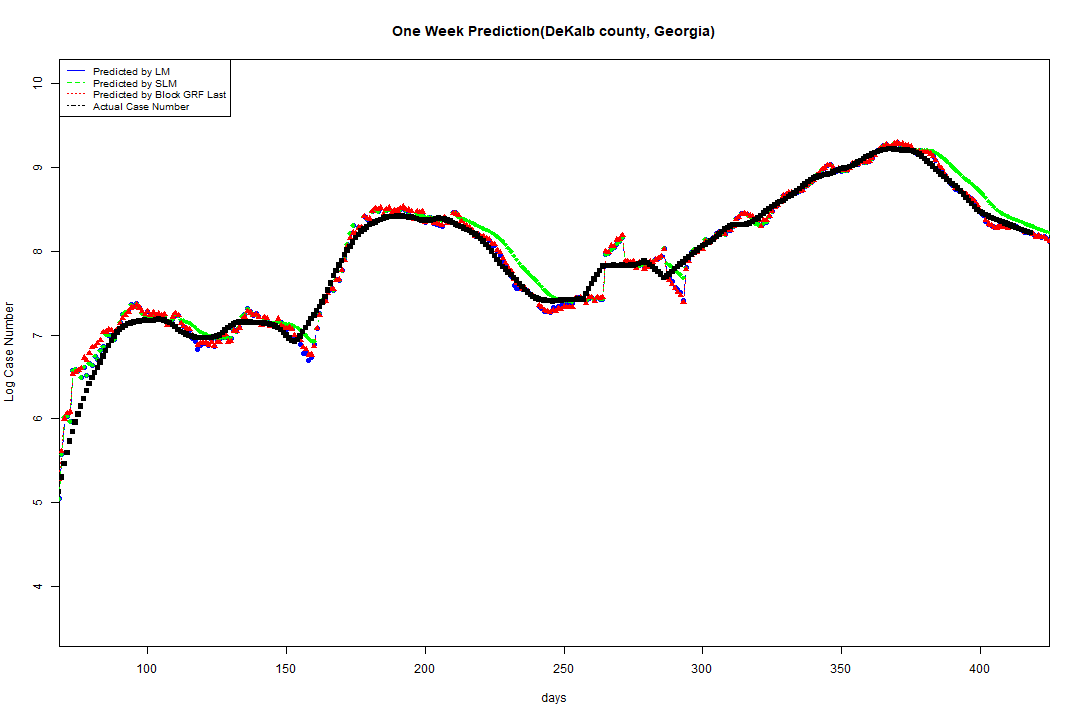 One Week Prediction(DeKalb county, Georgia)
Predicted by LM
Predicted by SLM
Predicted by Block GRF Last
Actual Case Number
10
9
8
7
6
5
4
Log Case Number
100 150 200 250 300 350 400
days